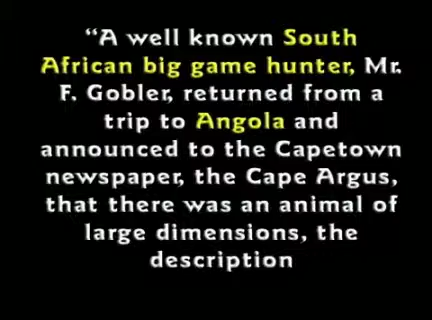 “A well known South
African big game hunter, Mr.
F. Gobler, returned from a
trip to Angola and
announced to the Capetown
newspaper, the Cape Argus,
that there was an animal of
large dimensions, the
description